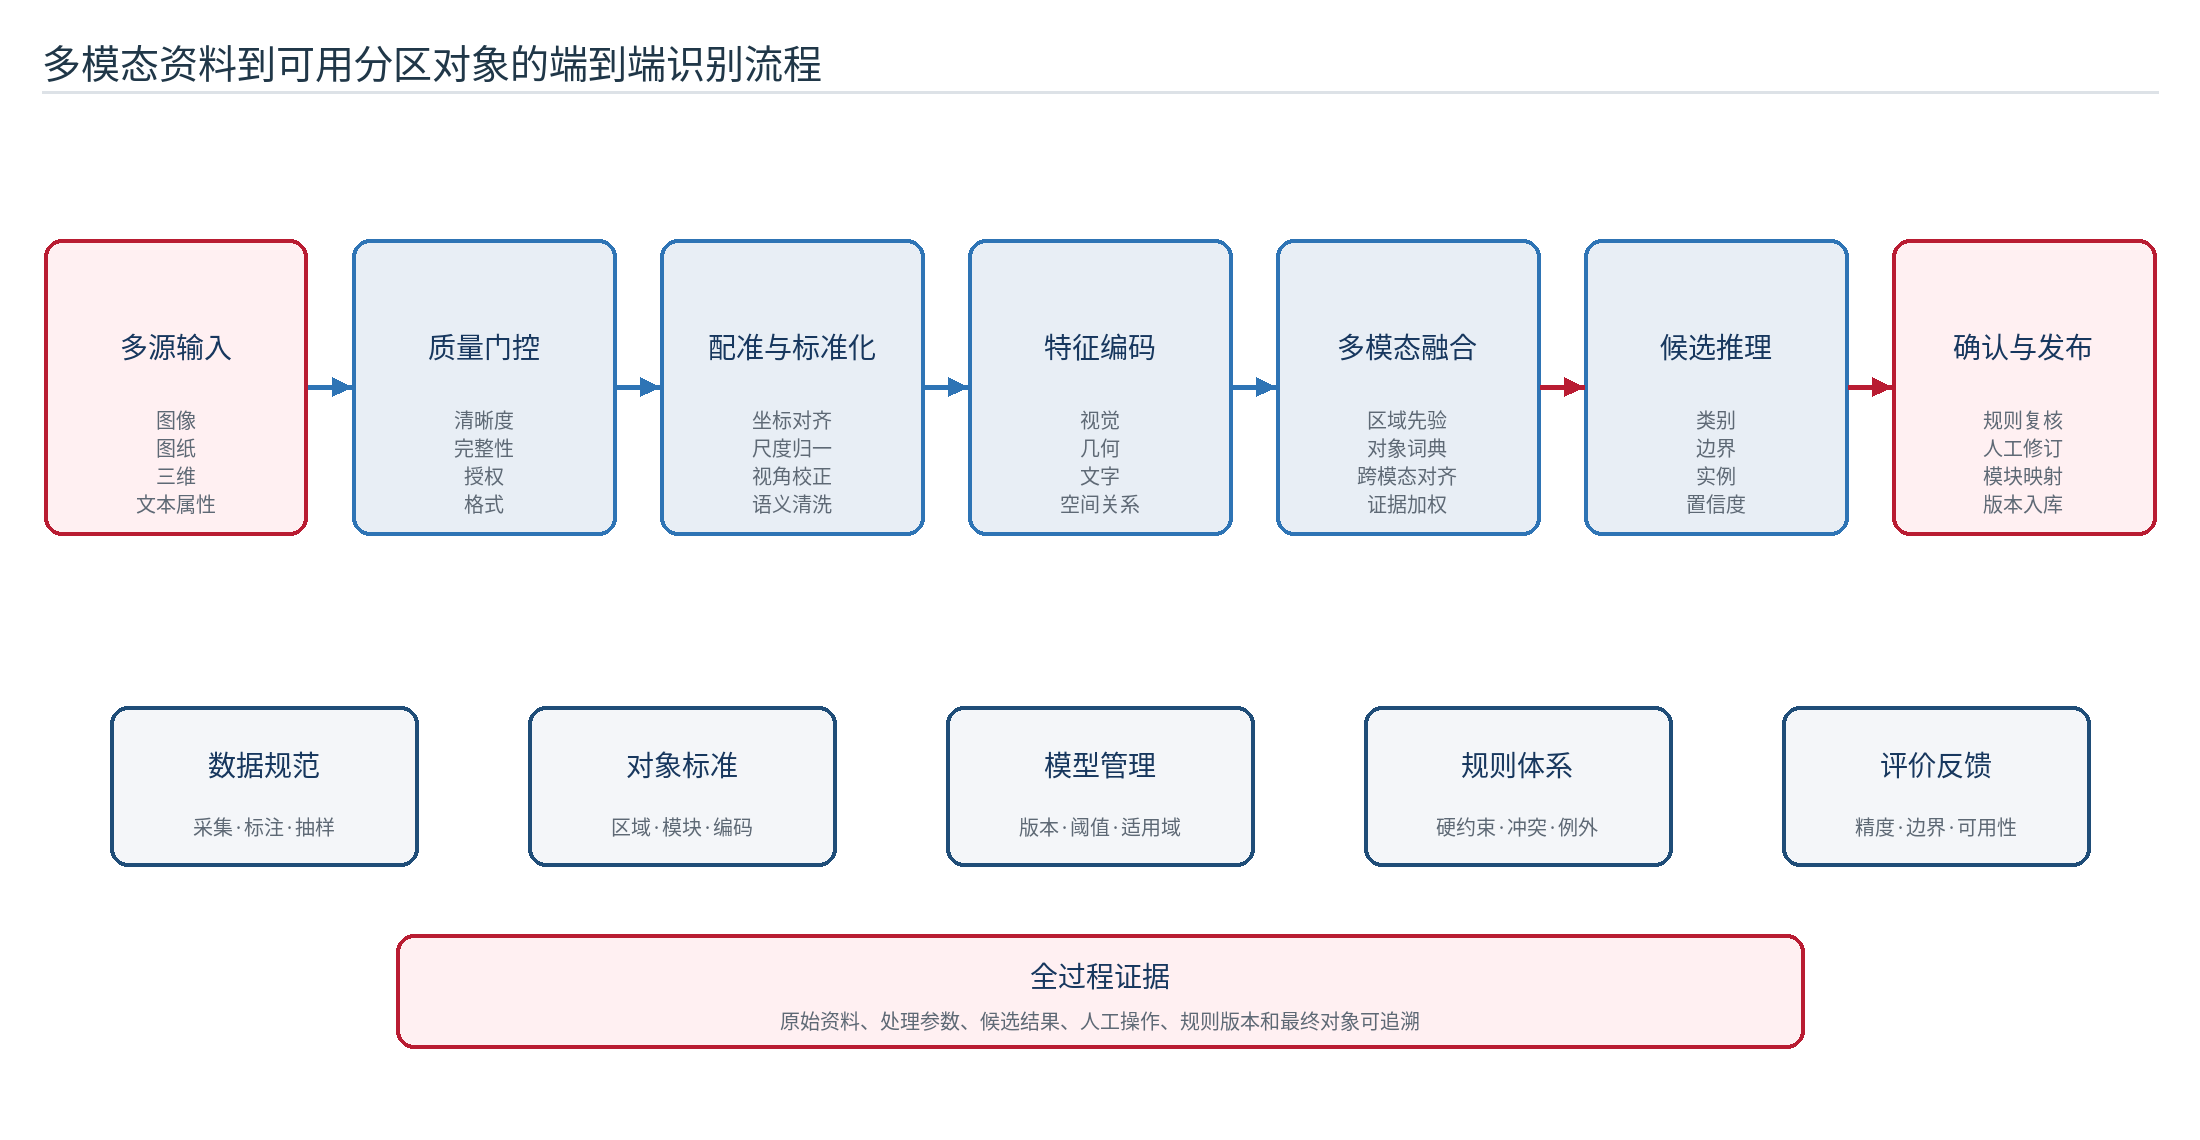 多模态资料到可用分区对象的端到端识别流程
多源输入
图像
图纸
三维
文本属性
质量门控
清晰度
完整性
授权
格式
配准与标准化
坐标对齐
尺度归一
视角校正
语义清洗
特征编码
视觉
几何
文字
空间关系
多模态融合
区域先验
对象词典
跨模态对齐
证据加权
候选推理
类别
边界
实例
置信度
确认与发布
规则复核
人工修订
模块映射
版本入库
数据规范
采集·标注·抽样
对象标准
区域·模块·编码
模型管理
版本·阈值·适用域
规则体系
硬约束·冲突·例外
评价反馈
精度·边界·可用性
全过程证据
原始资料、处理参数、候选结果、人工操作、规则版本和最终对象可追溯